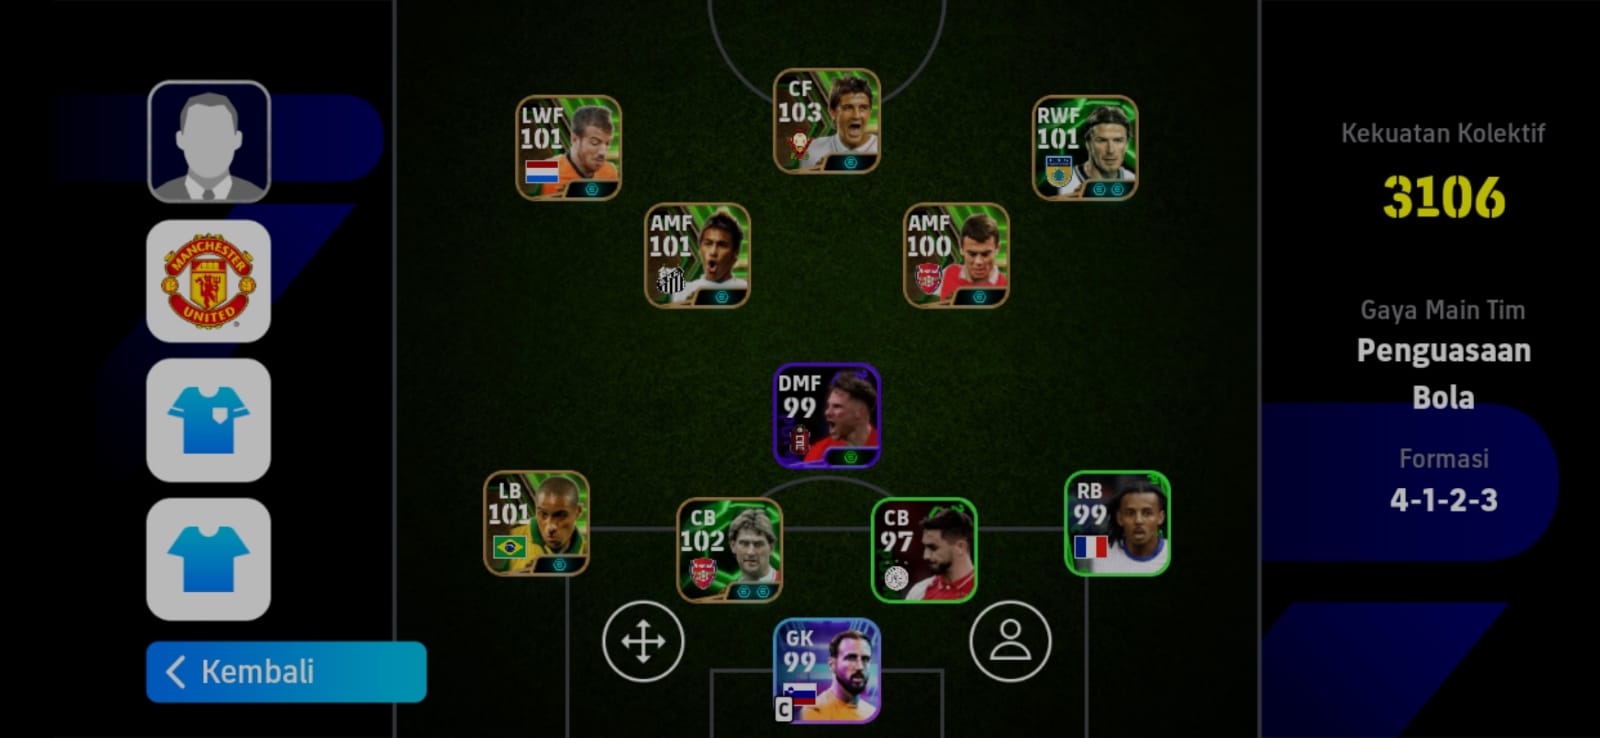 CF
103
LWF
101
RWF
101
AMF
101
AMF
100
DMF
99
LB
101
CB
102
CB
97
RB
99
GK
99
C
MANCHESTER
UNITED
Kembali
Kekuatan Kolektif
3106
Gaya Main Tim
Penguasaan
Bola
Formasi
4-1-2-3